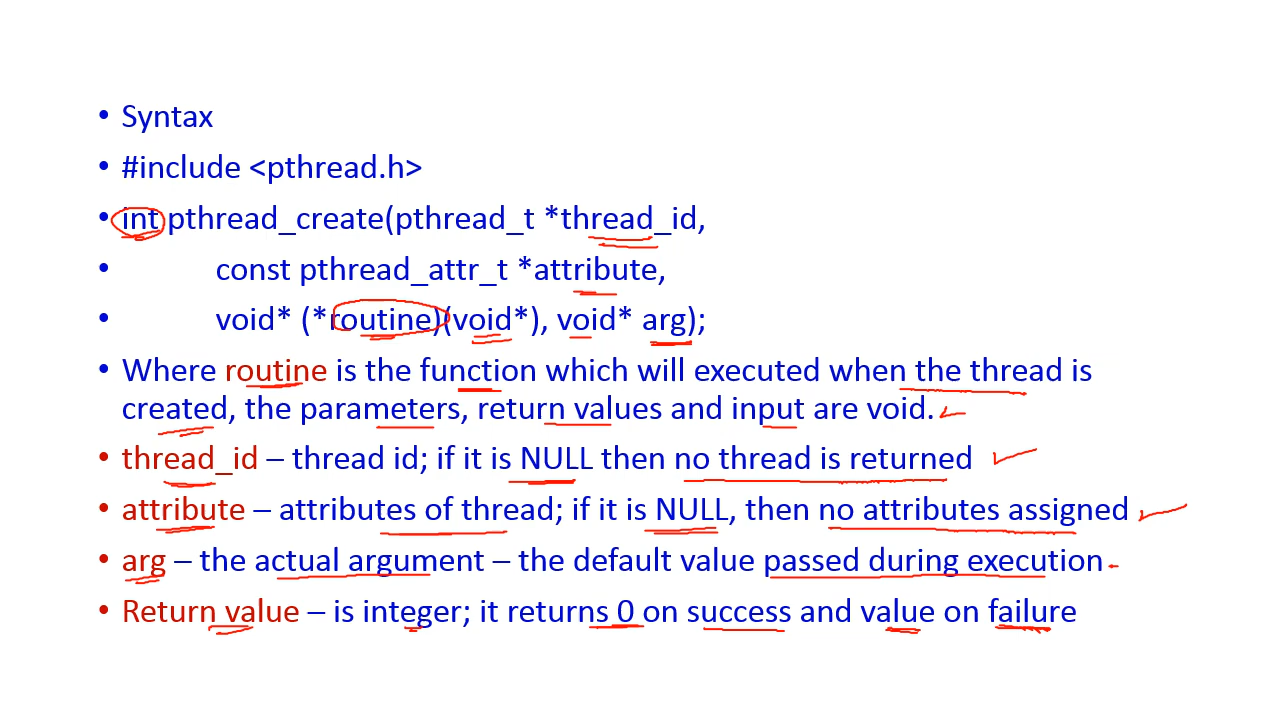 • Syntax
• #include <pthread.h>
• int pthread_create(pthread_t *thread_id,
• const pthread_attr_t *attribute,
• void* (*routine)(void*), void* arg);
• Where routine is the function which will executed when the thread is
created, the parameters, return values and input are void.
• thread_id – thread id; if it is NULL then no thread is returned
• attribute – attributes of thread; if it is NULL, then no attributes assigned
• arg – the actual argument – the default value passed during execution
• Return value – is integer; it returns 0 on success and value on failure